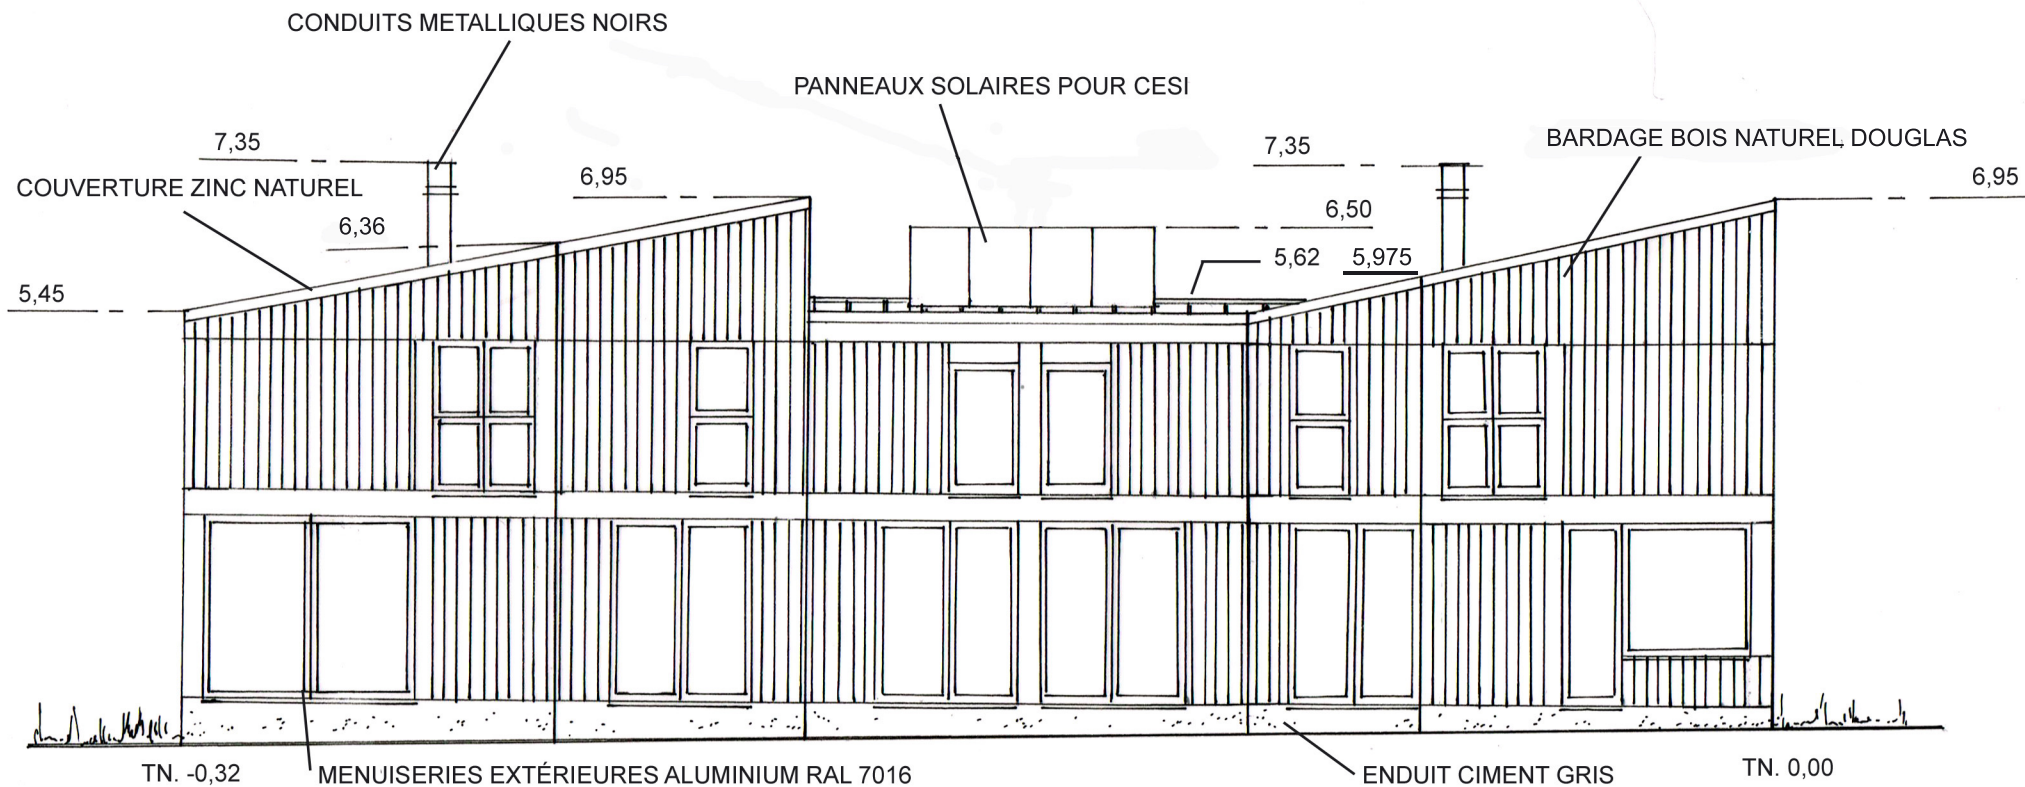 CONDUITS METALLIQUES NOIRS
PANNEAUX SOLAIRES POUR CESI
7,35
7,35
BARDAGE BOIS NATUREL DOUGLAS
COUVERTURE ZINC NATUREL
6,95
6,95
6,36
6,50
5,62
5,975
5,45
TN. -0,32
MENUISERIES EXTÉRIEURES ALUMINIUM RAL 7016
ENDUIT CIMENT GRIS
TN. 0,00